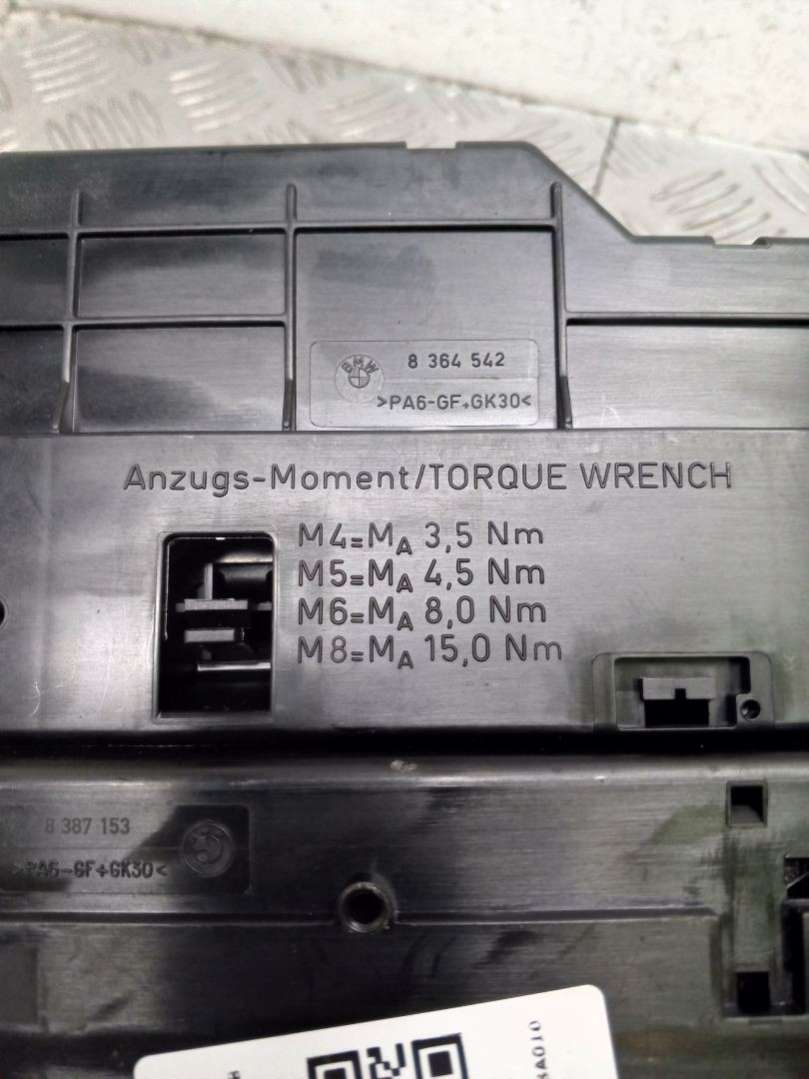 BMW
8 364 542
>PA6-GF+GK30<
Anzugs-Moment/TORQUE WRENCH
M4=MA 3,5 Nm
M5=MA 4,5 Nm
M6=MA 8,0 Nm
M8=MA 15,0 Nm
8 387 153
>PA6-GF+GK30<